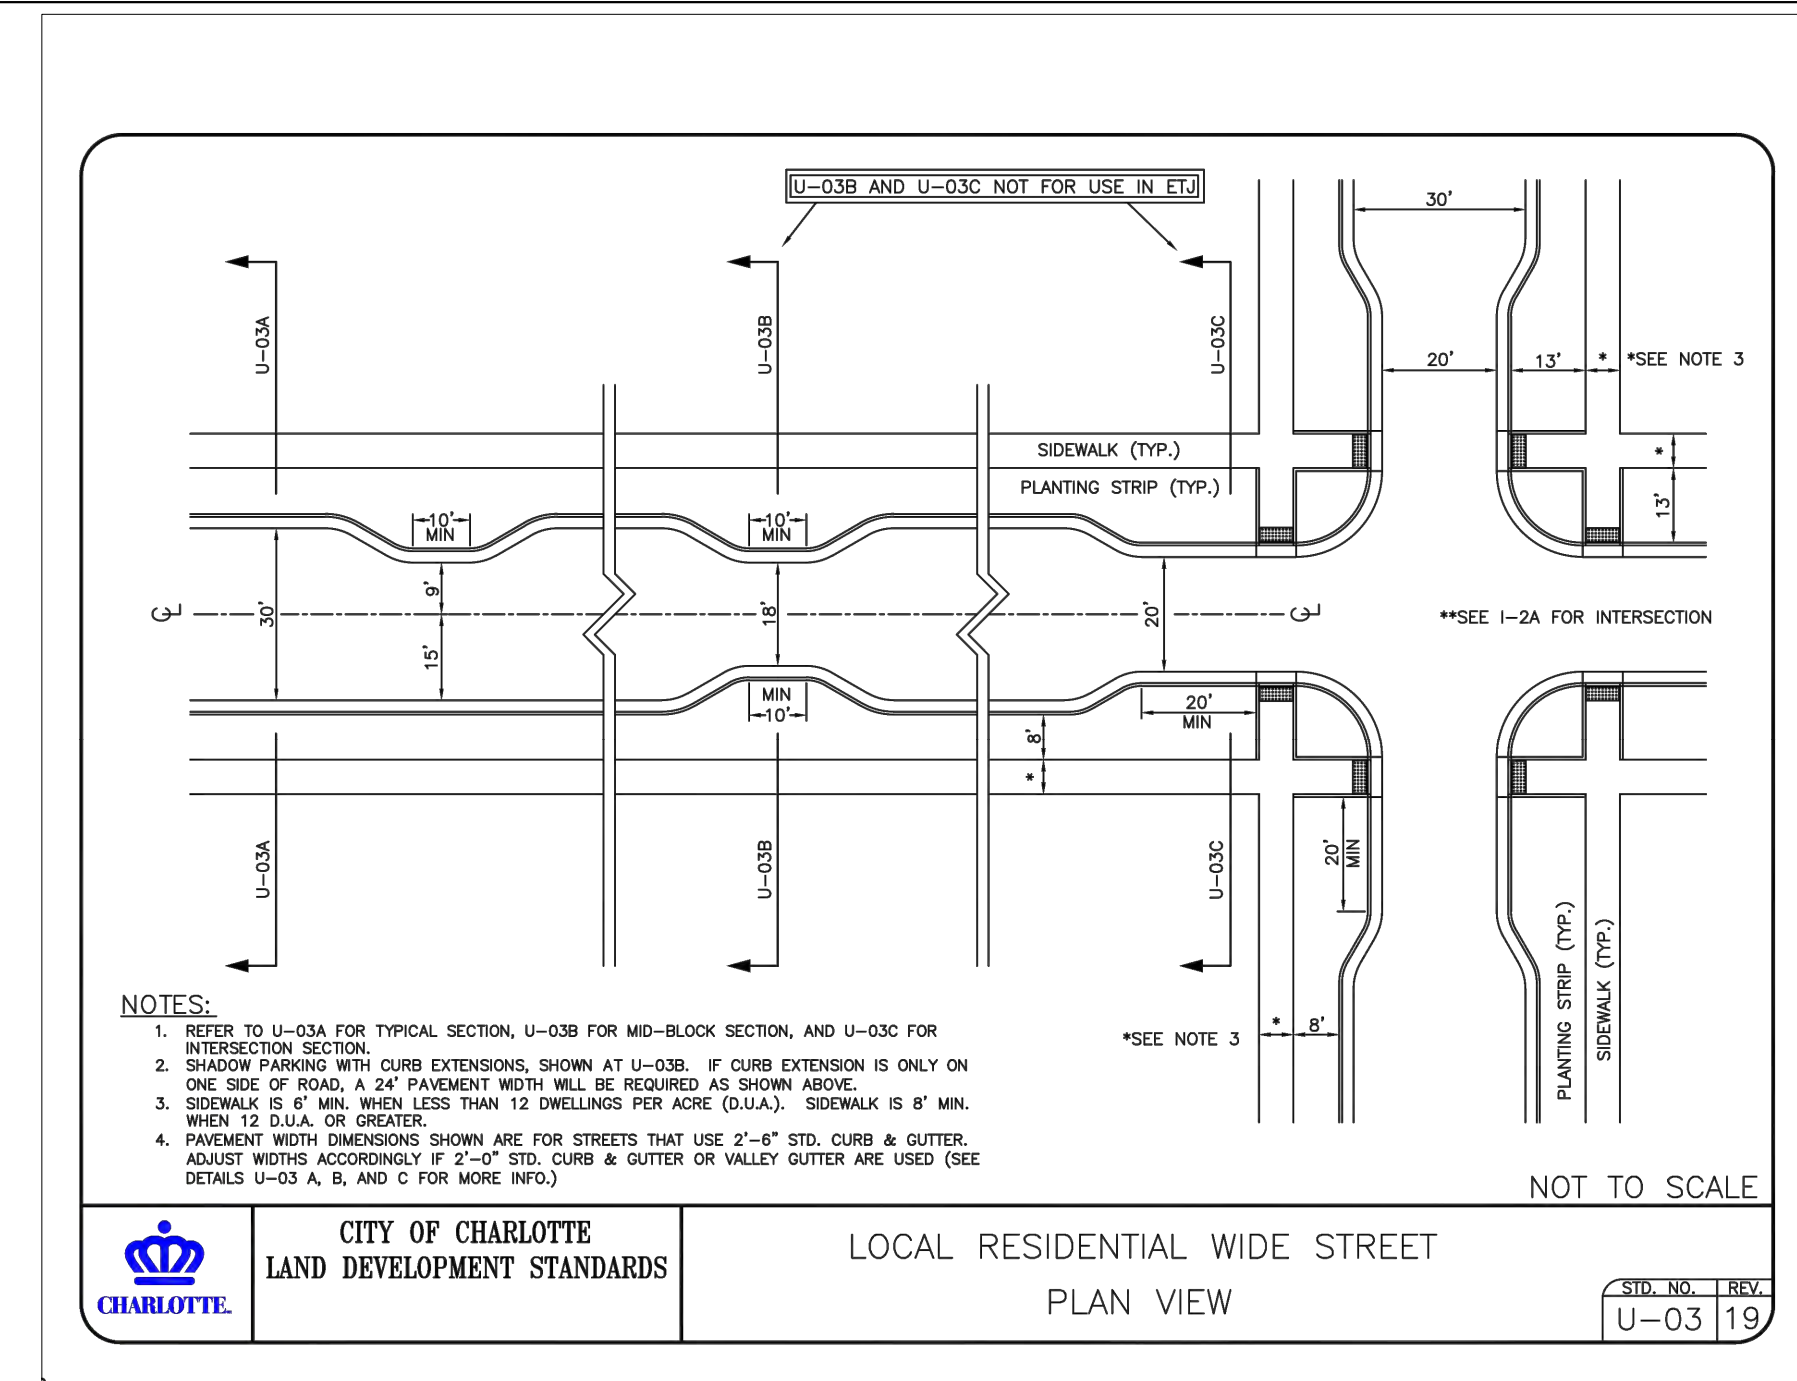 U-03B AND U-03C NOT FOR USE IN ETJ
30'
U-03A
U-03B
U-03C
20'
13'
*
*SEE NOTE 3
SIDEWALK (TYP.)
*
PLANTING STRIP (TYP.)
13'
10'
MIN
10'
MIN
9'
℄
30'
18'
20'
℄
**SEE I-2A FOR INTERSECTION
15'
MIN
10'
20'
MIN
8'
*
U-03A
U-03B
U-03C
20'
MIN
PLANTING STRIP (TYP.)
SIDEWALK (TYP.)
*SEE NOTE 3
*
8'
NOTES:
1. REFER TO U-03A FOR TYPICAL SECTION, U-03B FOR MID-BLOCK SECTION, AND U-03C FOR
INTERSECTION SECTION.
2. SHADOW PARKING WITH CURB EXTENSIONS, SHOWN AT U-03B. IF CURB EXTENSION IS ONLY ON
ONE SIDE OF ROAD, A 24' PAVEMENT WIDTH WILL BE REQUIRED AS SHOWN ABOVE.
3. SIDEWALK IS 6' MIN. WHEN LESS THAN 12 DWELLINGS PER ACRE (D.U.A.). SIDEWALK IS 8' MIN.
WHEN 12 D.U.A. OR GREATER.
4. PAVEMENT WIDTH DIMENSIONS SHOWN ARE FOR STREETS THAT USE 2'-6" STD. CURB & GUTTER.
ADJUST WIDTHS ACCORDINGLY IF 2'-0" STD. CURB & GUTTER OR VALLEY GUTTER ARE USED (SEE
DETAILS U-03 A, B, AND C FOR MORE INFO.)
NOT TO SCALE
CHARLOTTE.
CITY OF CHARLOTTE
LAND DEVELOPMENT STANDARDS
LOCAL RESIDENTIAL WIDE STREET
PLAN VIEW
STD. NO. REV.
U-03 19